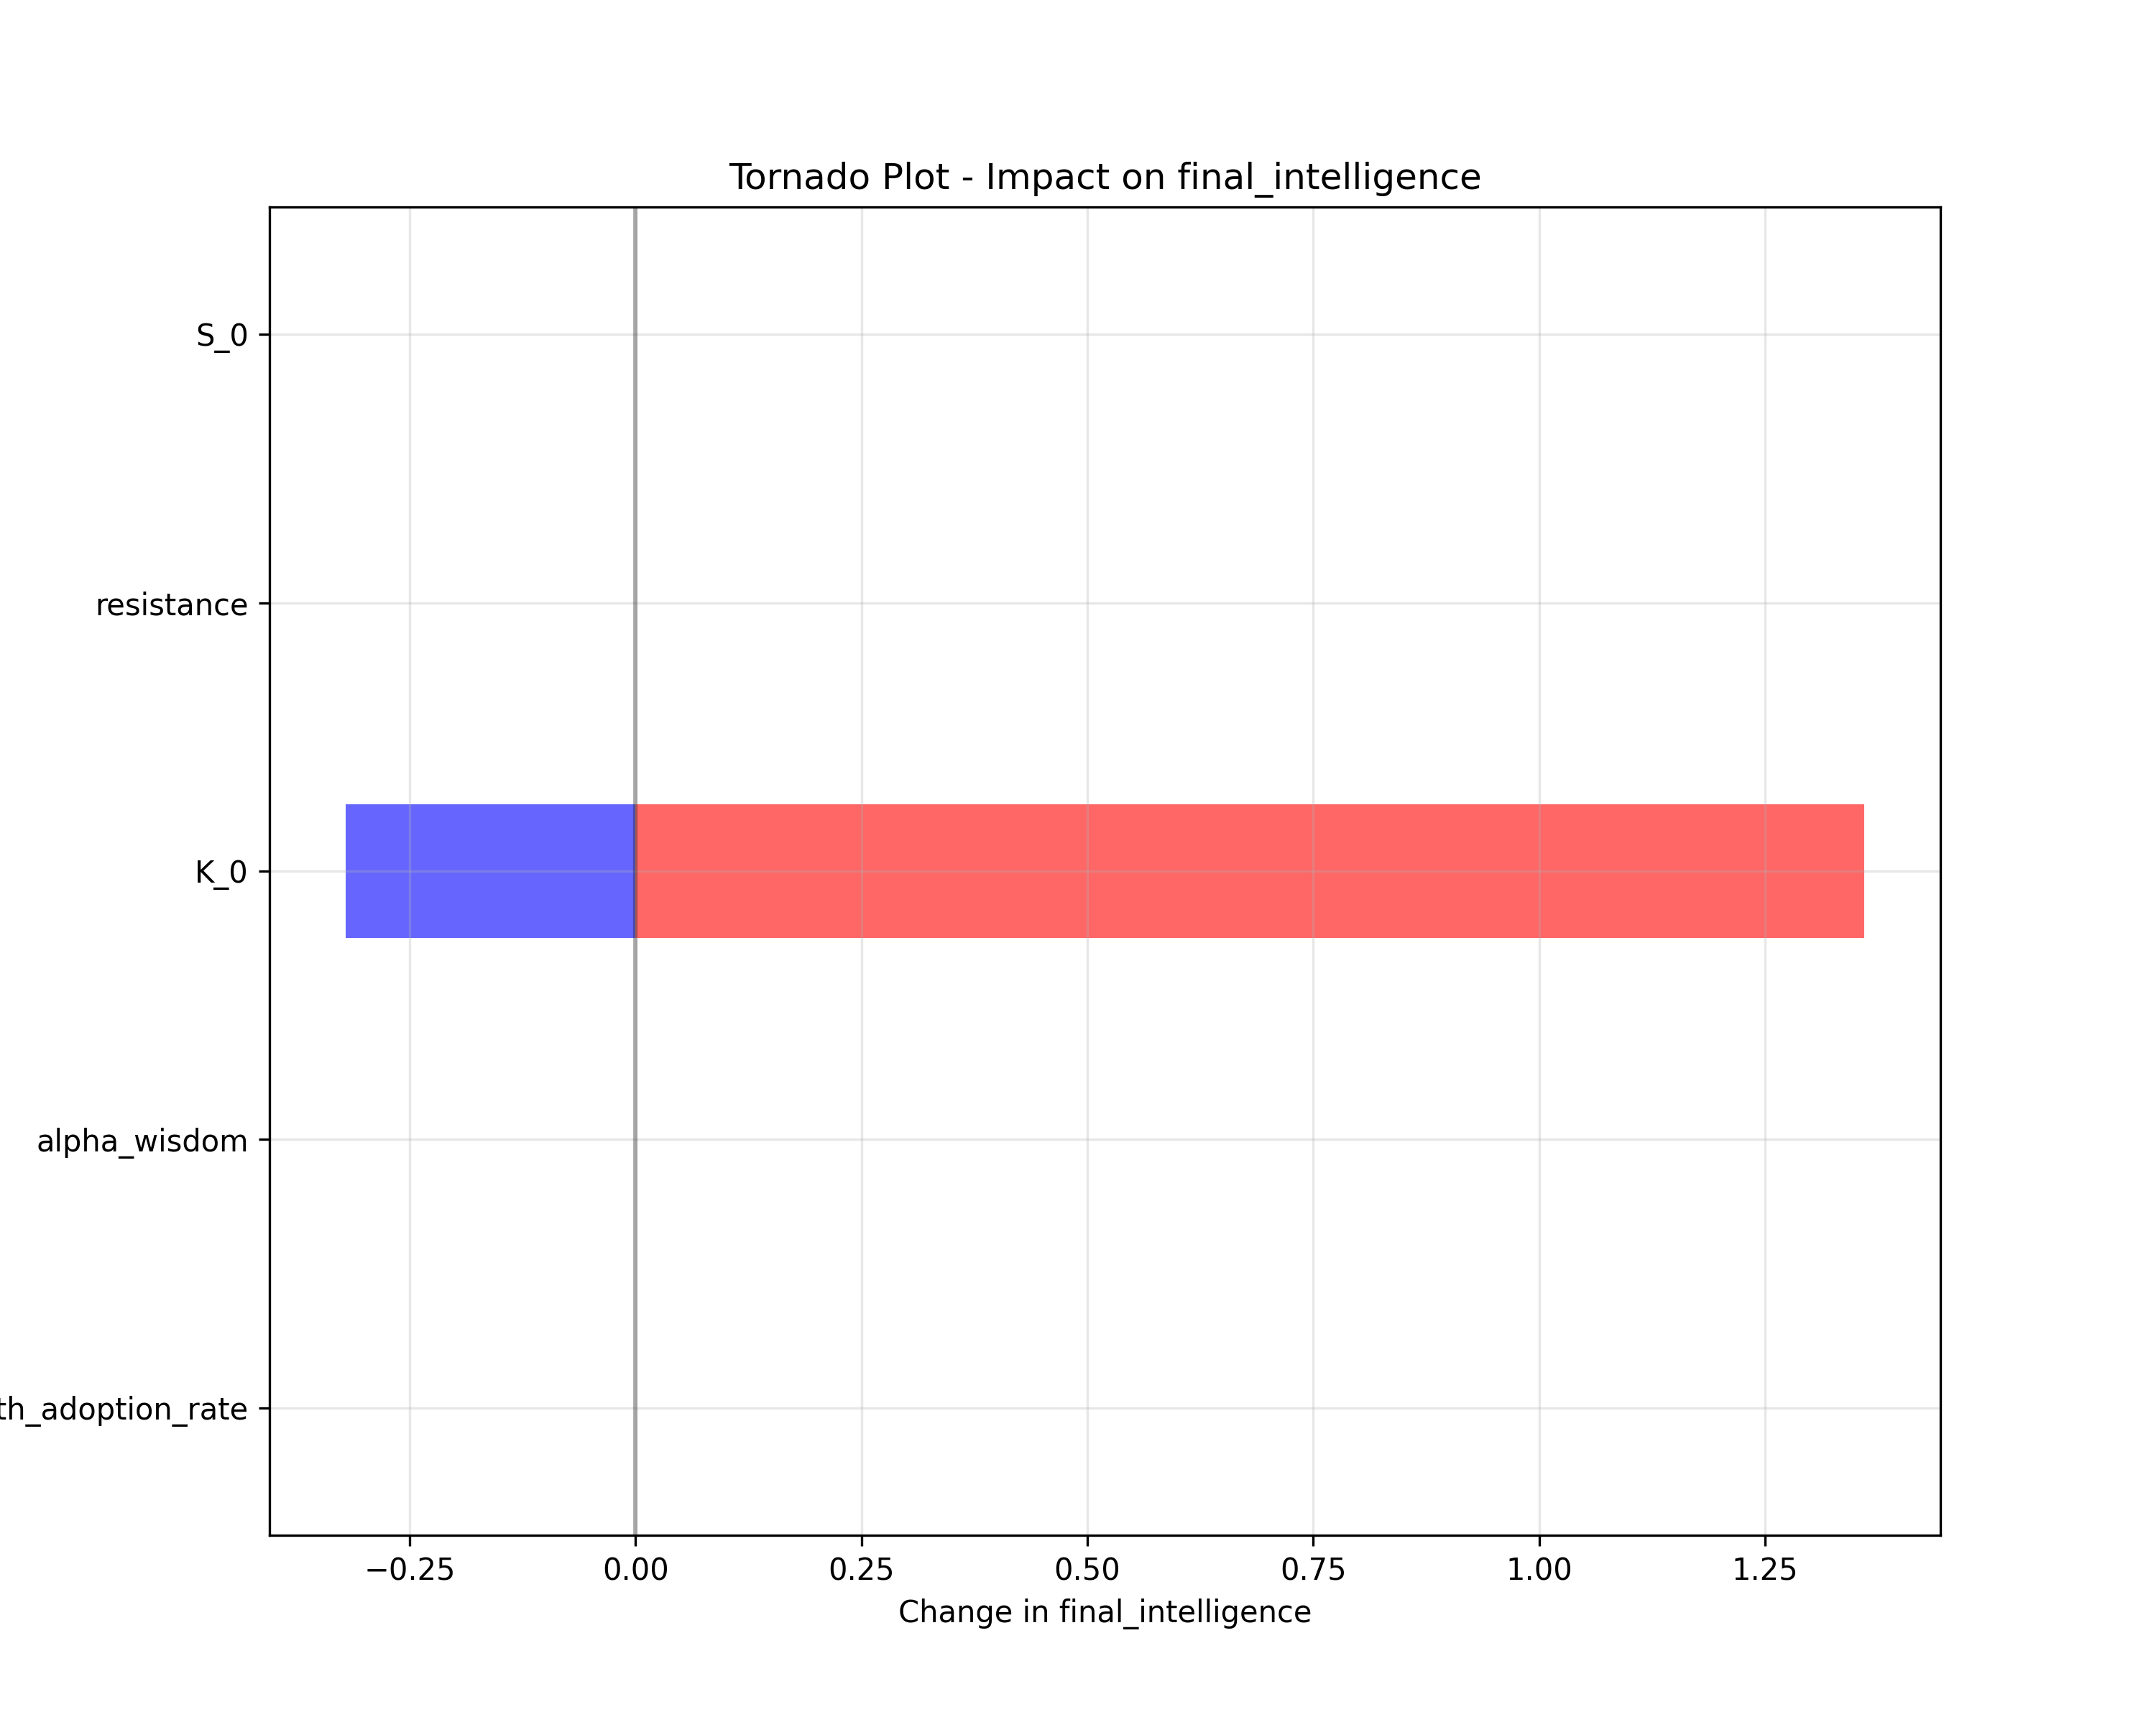 Tornado Plot - Impact on final_intelligence
S_0
resistance
K_0
alpha_wisdom
th_adoption_rate
−0.25 0.00 0.25 0.50 0.75 1.00 1.25
Change in final_intelligence